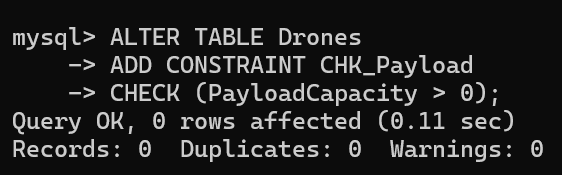 mysql> ALTER TABLE Drones
    -> ADD CONSTRAINT CHK_Payload
    -> CHECK (PayloadCapacity > 0);
Query OK, 0 rows affected (0.11 sec)
Records: 0  Duplicates: 0  Warnings: 0